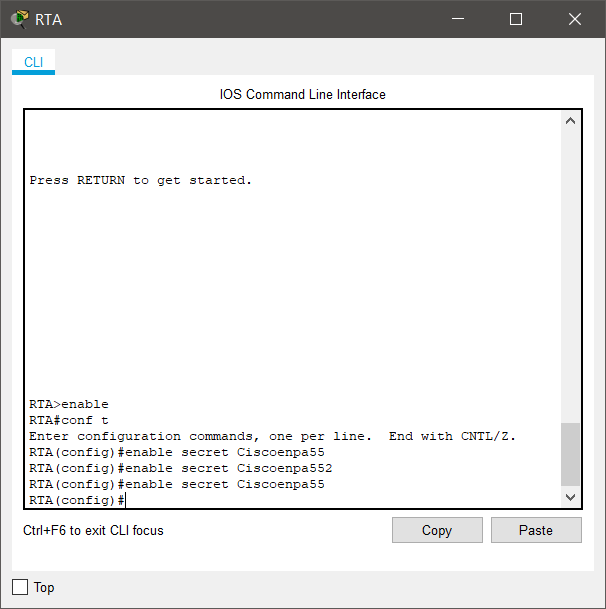 RTA
CLI
IOS Command Line Interface
Press RETURN to get started.
RTA>enable
RTA#conf t
Enter configuration commands, one per line.  End with CNTL/Z.
RTA(config)#enable secret Ciscoenpa55
RTA(config)#enable secret Ciscoenpa552
RTA(config)#enable secret Ciscoenpa55
RTA(config)#
Ctrl+F6 to exit CLI focus
Copy
Paste
Top